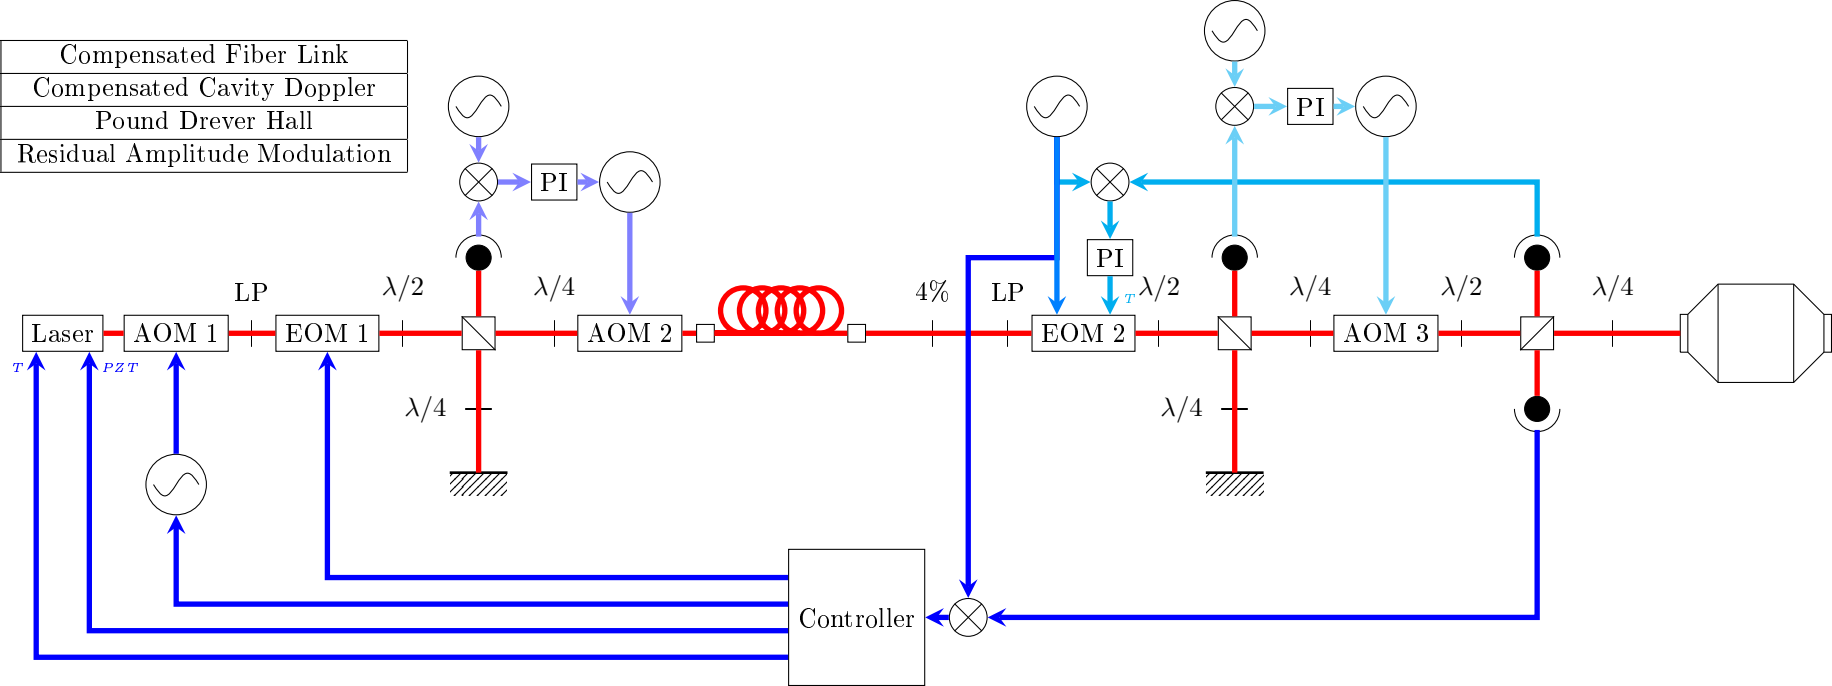 Compensated Fiber Link
Compensated Cavity Doppler
Pound Drever Hall
Residual Amplitude Modulation
PI
PI
PI
λ/2
λ/4
4%
LP
LP
λ/2
λ/4
λ/2
λ/4
Laser
AOM 1
EOM 1
AOM 2
EOM 2
T
AOM 3
T
PZT
λ/4
λ/4
Controller